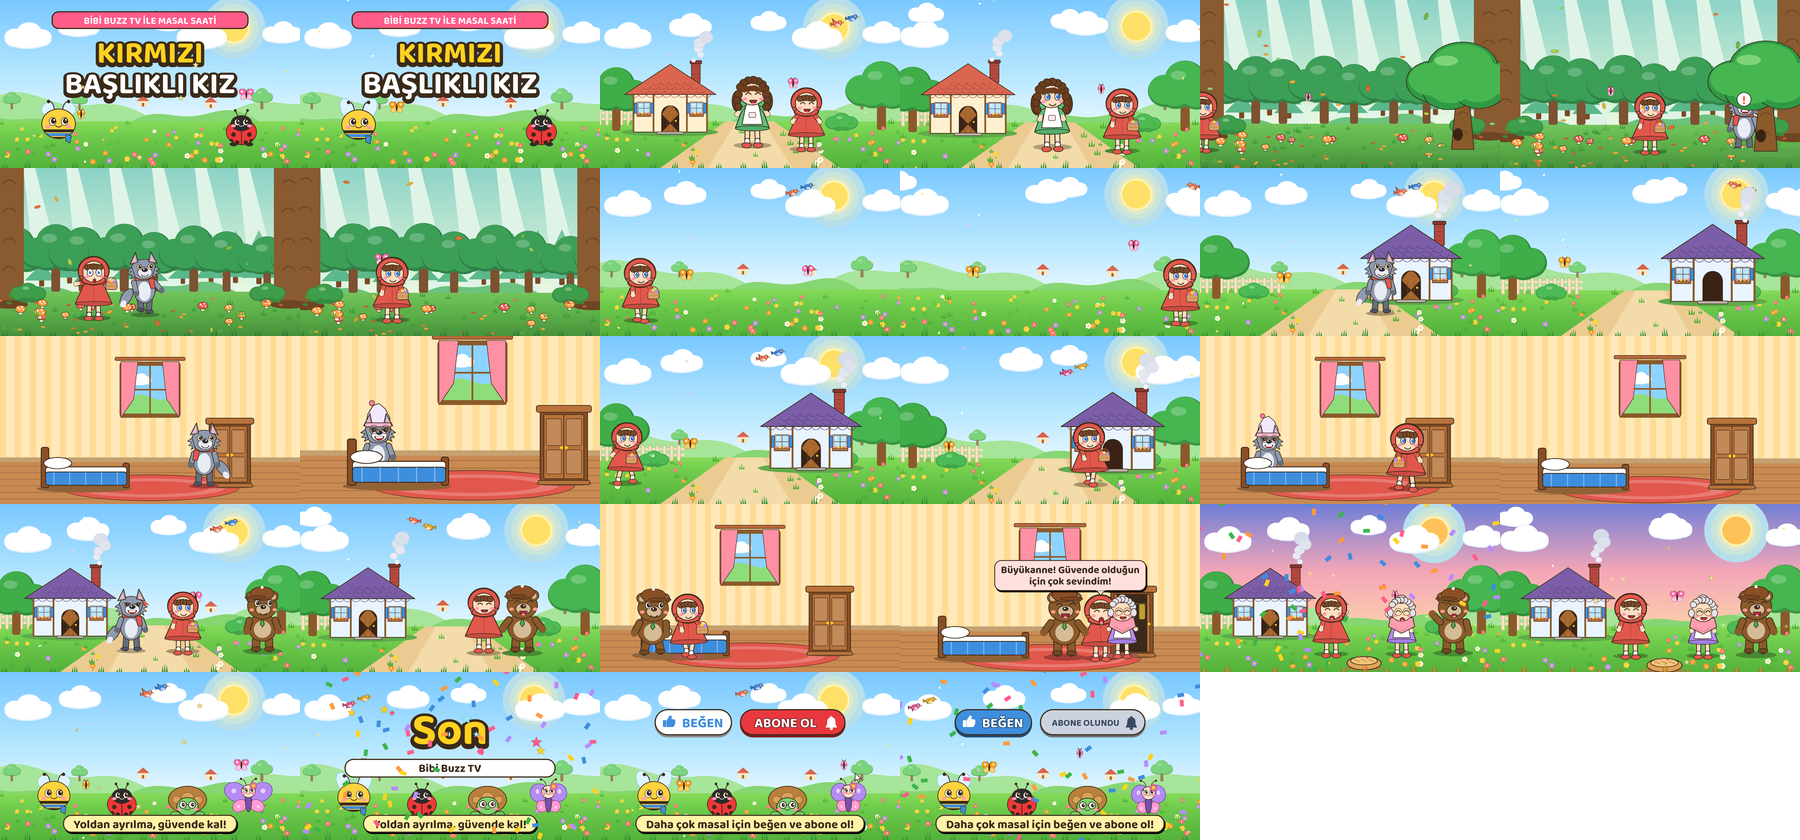 BİBİ BUZZ TV İLE MASAL SAATİ
KIRMIZI
BAŞLIKLI KIZ
BİBİ BUZZ TV İLE MASAL SAATİ
KIRMIZI
BAŞLIKLI KIZ
!
Büyükanne! Güvende olduğun
için çok sevindim!
Yoldan ayrılma, güvende kal!
Son
Bibi Buzz TV
Yoldan ayrılma, güvende kal!
BEĞEN
ABONE OL
Daha çok masal için beğen ve abone ol!
BEĞEN
ABONE OLUNDU
Daha çok masal için beğen ve abone ol!